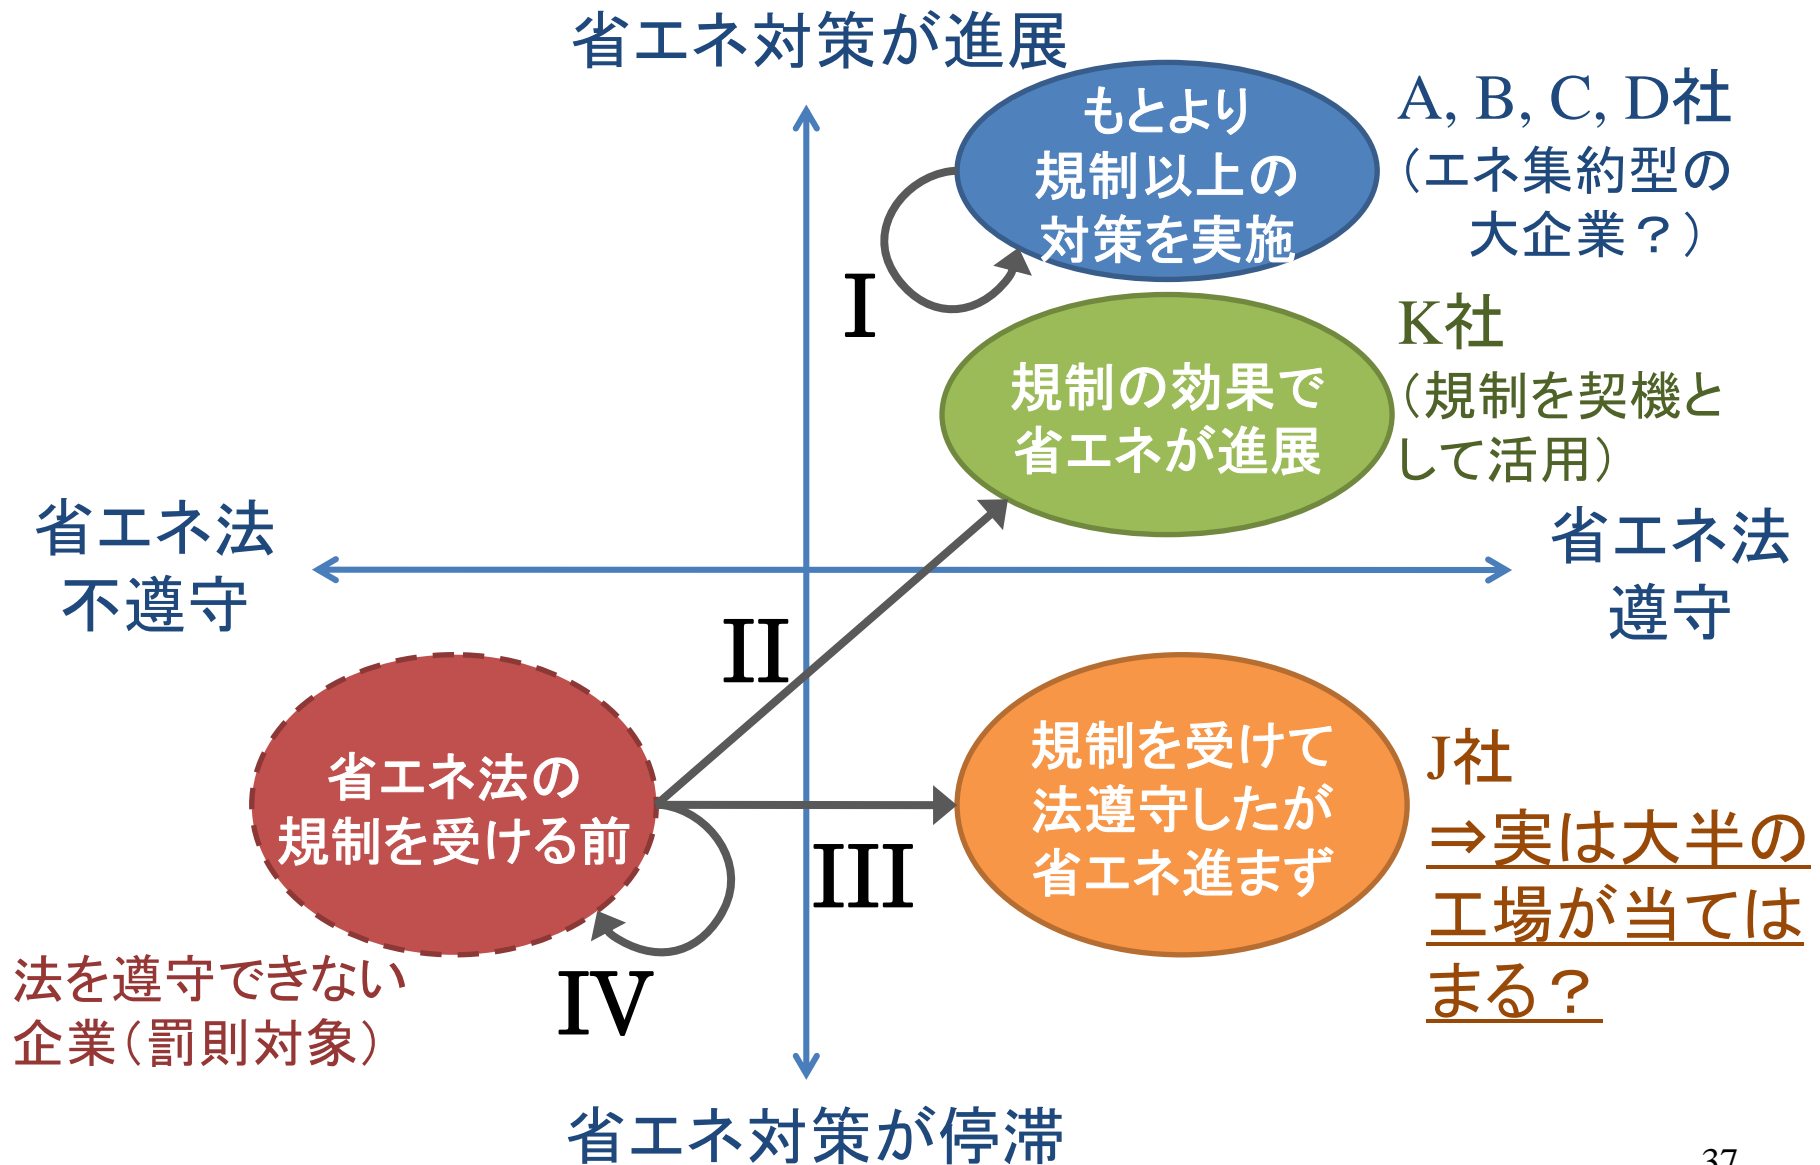 省エネ対策が進展
もとより
規制以上の
対策を実施
A, B, C, D社
（エネ集約型の
大企業？）
I
規制の効果で
省エネが進展
K社
（規制を契機と
して活用）
省エネ法
不遵守
省エネ法
遵守
II
省エネ法の
規制を受ける前
III
規制を受けて
法遵守したが
省エネ進まず
J社
⇒実は大半の
工場が当ては
まる？
法を遵守できない
企業（罰則対象）
IV
省エネ対策が停滞
37